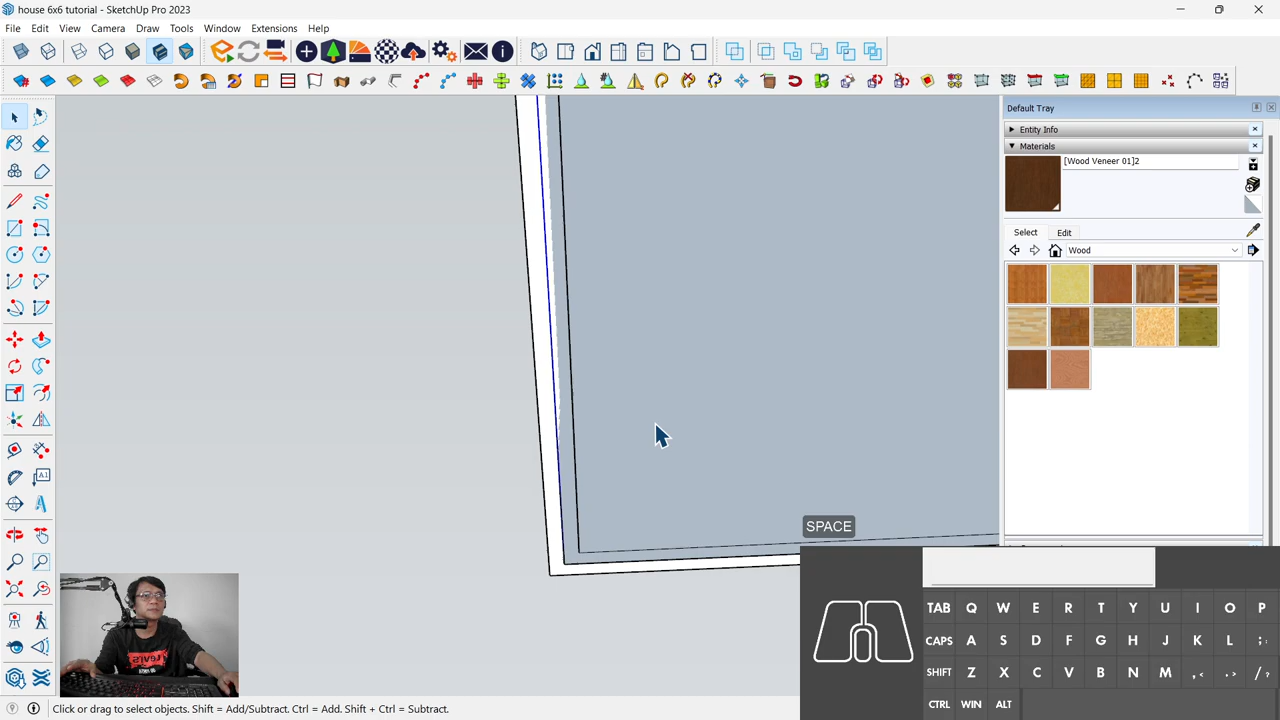 house 6x6 tutorial - SketchUp Pro 2023
File Edit View Camera Draw Tools Window Extensions Help
Default Tray
Entity Info
Materials
[Wood Veneer 01]2
Select Edit
Wood
SPACE
TAB Q W E R T Y U I O P
CAPS A S D F G H J K L ;:
SHIFT Z X C V B N M ,< .> /?
CTRL WIN ALT
Click or drag to select objects. Shift = Add/Subtract. Ctrl = Add. Shift + Ctrl = Subtract.